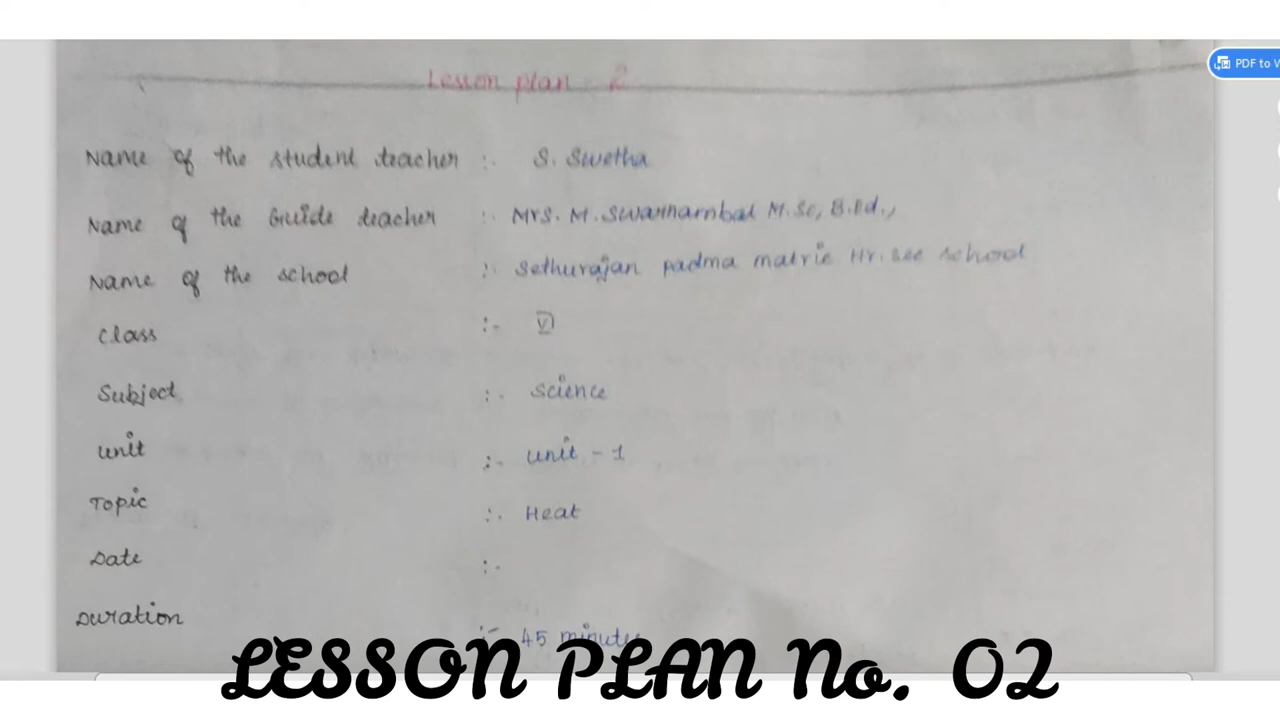 Lesson plan - 2
PDF to V
Name of the student teacher :- S. Swetha
Name of the Guide teacher :- Mrs. M. Swarnambal M.Sc, B.Ed.,
Name of the school :- Sethurajan padma matric Hr. sec school
Class :- VI
Subject :- Science
Unit :- Unit - 1
Topic :- Heat
Date :-
Duration :- 45 minutes
LESSON PLAN No. 02